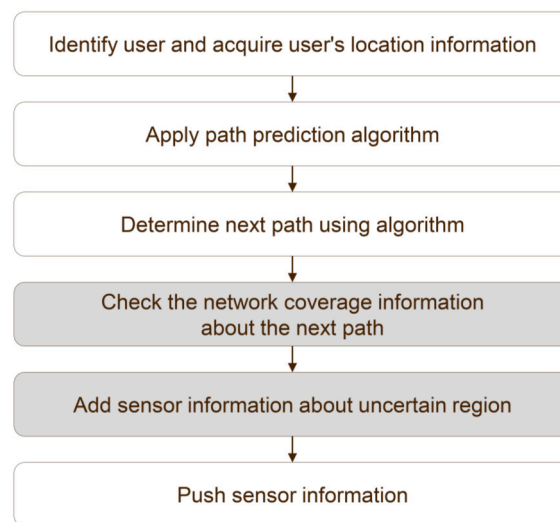 Identify user and acquire user's location information
Apply path prediction algorithm
Determine next path using algorithm
Check the network coverage information
about the next path
Add sensor information about uncertain region
Push sensor information